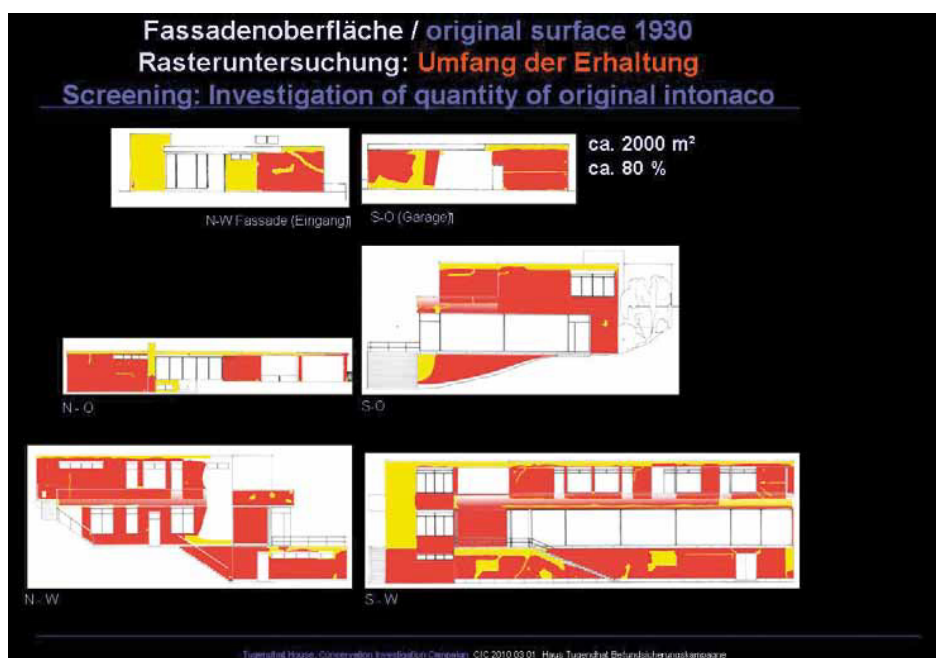 Fassadenoberfläche / original surface 1930
Rasteruntersuchung: Umfang der Erhaltung
Screening: Investigation of quantity of original intonaco
ca. 2000 m²
ca. 80 %
N-W Fassade (Eingang)
S-O (Garage)
N - O
S-O
N - W
S - W
Tugendhat House, Conservation Investigation Campaign CIC 2010 03 01 Haus Tugendhat Befundsicherungskampagne